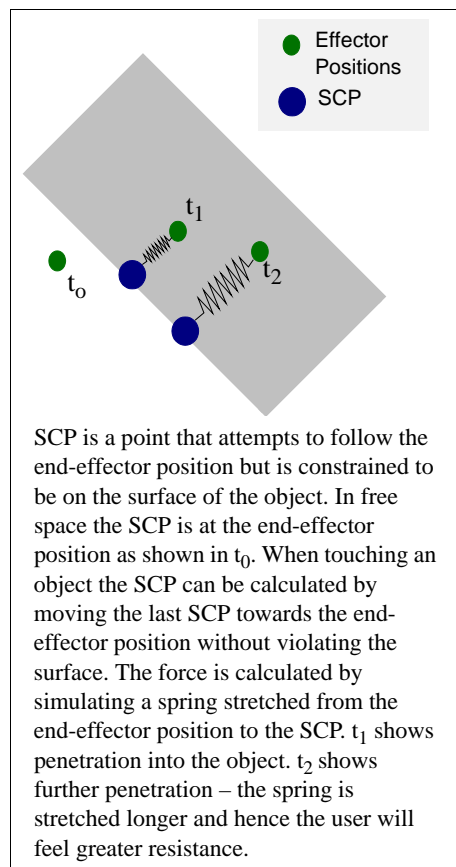 Effector
Positions
SCP
t1
t2
to
SCP is a point that attempts to follow the
end-effector position but is constrained to
be on the surface of the object. In free
space the SCP is at the end-effector
position as shown in t0. When touching an
object the SCP can be calculated by
moving the last SCP towards the end-
effector position without violating the
surface. The force is calculated by
simulating a spring stretched from the
end-effector position to the SCP. t1 shows
penetration into the object. t2 shows
further penetration – the spring is
stretched longer and hence the user will
feel greater resistance.